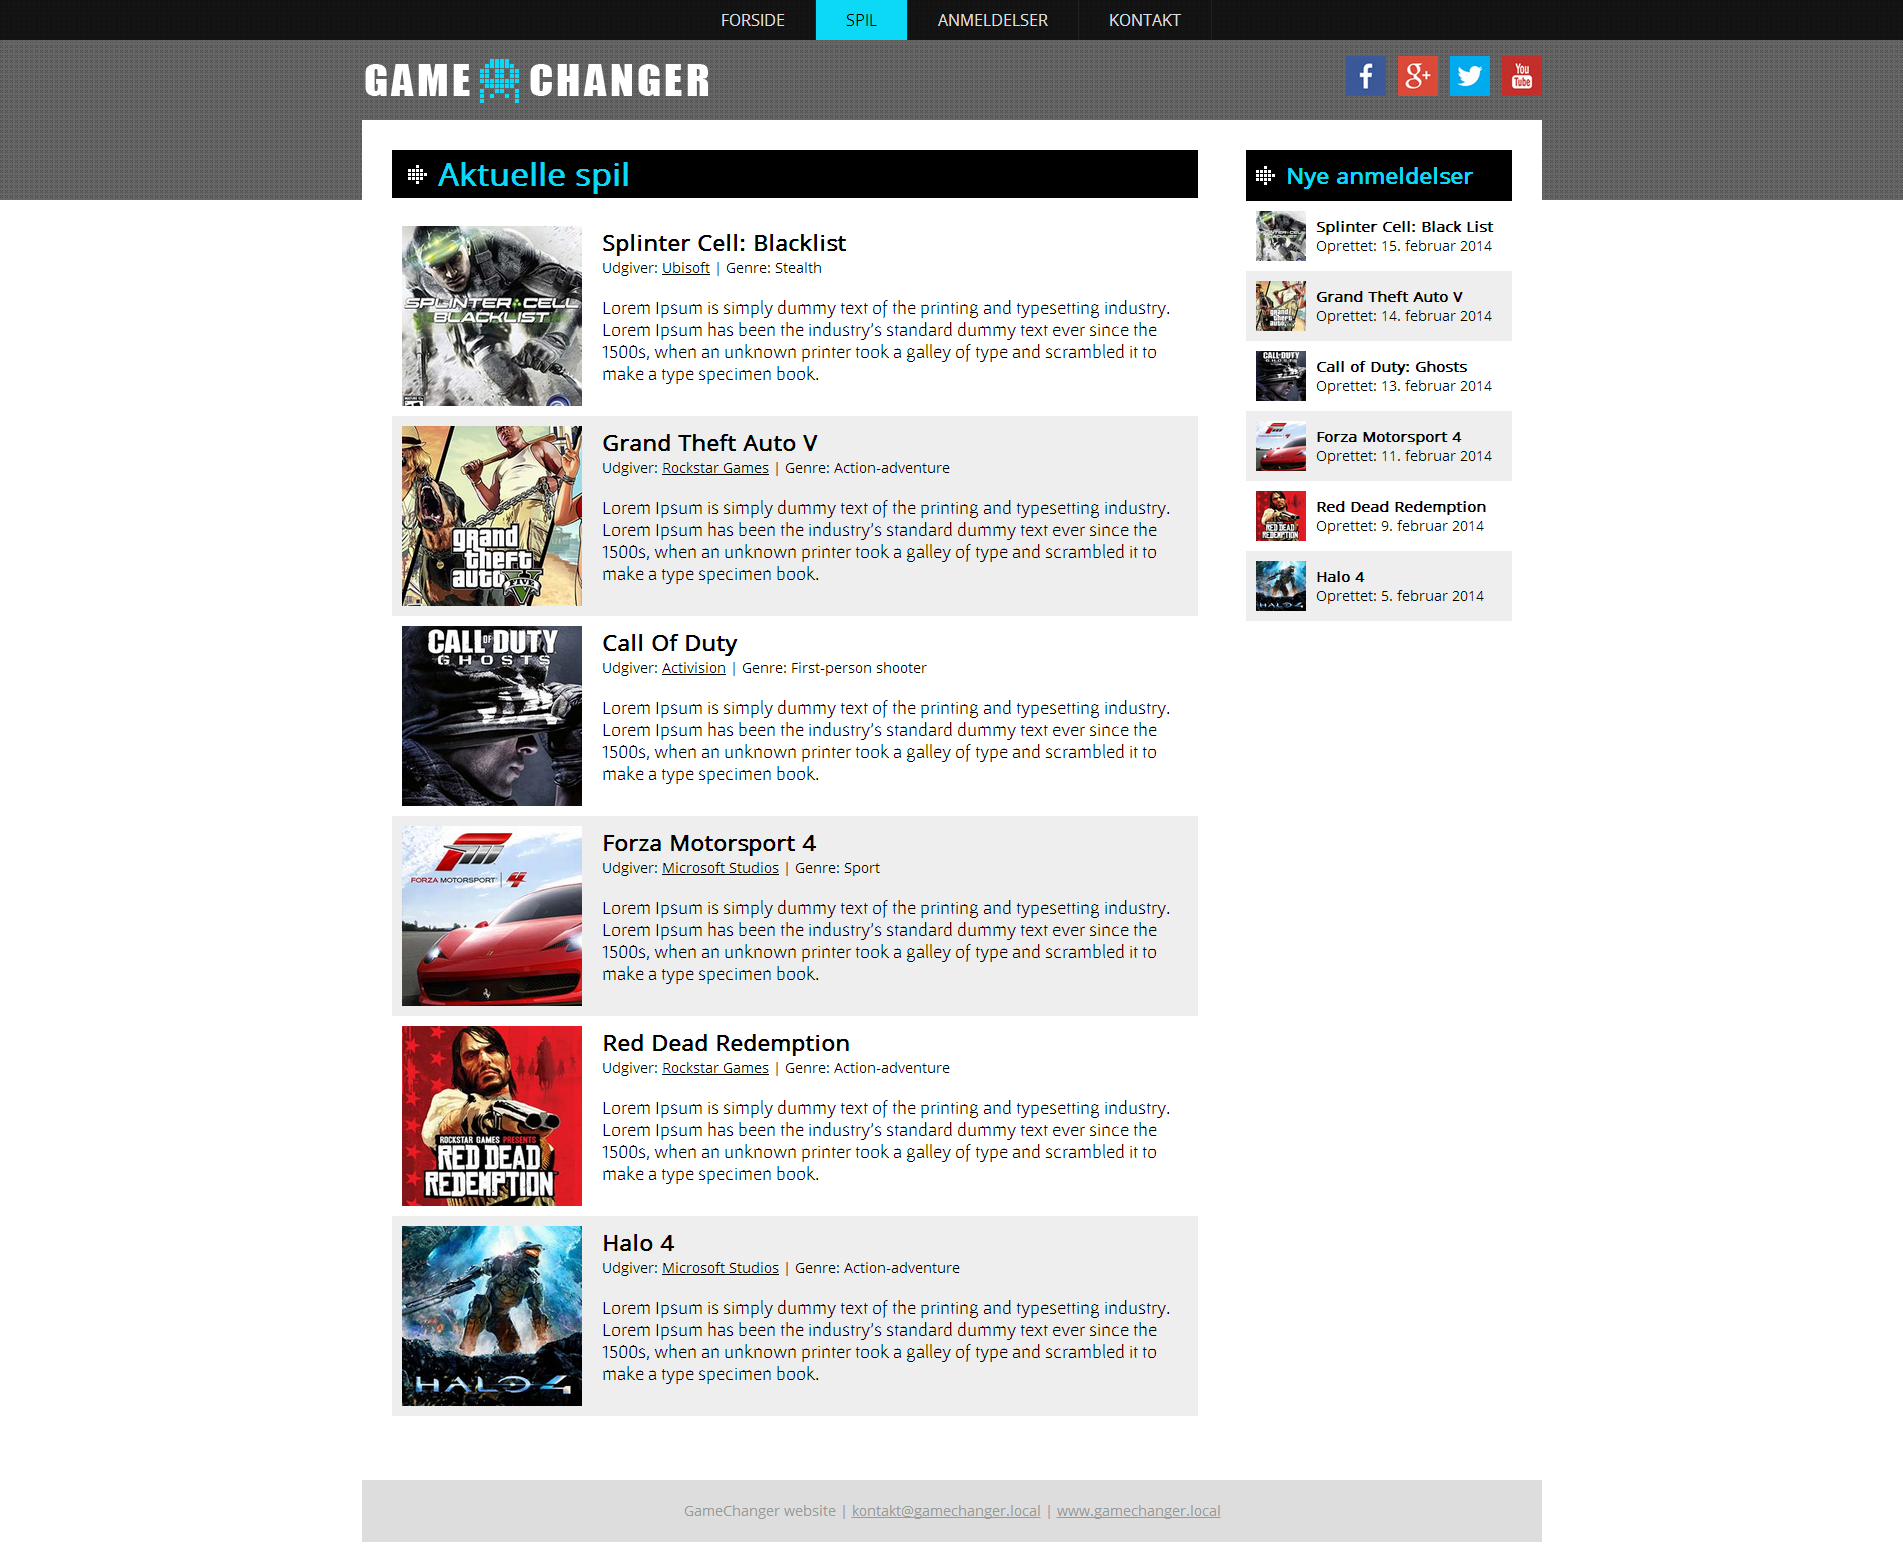 FORSIDE
SPIL
ANMELDELSER
KONTAKT
GAME CHANGER
f
g+
You
Tube
Aktuelle spil
SPLINTER CELL
BLACKLIST
Splinter Cell: Blacklist
Udgiver: Ubisoft | Genre: Stealth
Lorem Ipsum is simply dummy text of the printing and typesetting industry.
Lorem Ipsum has been the industry’s standard dummy text ever since the
1500s, when an unknown printer took a galley of type and scrambled it to
make a type specimen book.
grand
theft
auto V
FIVE
Grand Theft Auto V
Udgiver: Rockstar Games | Genre: Action-adventure
Lorem Ipsum is simply dummy text of the printing and typesetting industry.
Lorem Ipsum has been the industry’s standard dummy text ever since the
1500s, when an unknown printer took a galley of type and scrambled it to
make a type specimen book.
CALL OF DUTY
GHOSTS
Call Of Duty
Udgiver: Activision | Genre: First-person shooter
Lorem Ipsum is simply dummy text of the printing and typesetting industry.
Lorem Ipsum has been the industry’s standard dummy text ever since the
1500s, when an unknown printer took a galley of type and scrambled it to
make a type specimen book.
FORZA MOTORSPORT 4
Forza Motorsport 4
Udgiver: Microsoft Studios | Genre: Sport
Lorem Ipsum is simply dummy text of the printing and typesetting industry.
Lorem Ipsum has been the industry’s standard dummy text ever since the
1500s, when an unknown printer took a galley of type and scrambled it to
make a type specimen book.
ROCKSTAR GAMES PRESENTS
RED DEAD
REDEMPTION
Red Dead Redemption
Udgiver: Rockstar Games | Genre: Action-adventure
Lorem Ipsum is simply dummy text of the printing and typesetting industry.
Lorem Ipsum has been the industry’s standard dummy text ever since the
1500s, when an unknown printer took a galley of type and scrambled it to
make a type specimen book.
HALO 4
Halo 4
Udgiver: Microsoft Studios | Genre: Action-adventure
Lorem Ipsum is simply dummy text of the printing and typesetting industry.
Lorem Ipsum has been the industry’s standard dummy text ever since the
1500s, when an unknown printer took a galley of type and scrambled it to
make a type specimen book.
Nye anmeldelser
Splinter Cell: Black List
Oprettet: 15. februar 2014
grand
theft
auto
Grand Theft Auto V
Oprettet: 14. februar 2014
CALL OF DUTY
GHOSTS
Call of Duty: Ghosts
Oprettet: 13. februar 2014
Forza Motorsport 4
Oprettet: 11. februar 2014
RED DEAD
REDEMPTION
Red Dead Redemption
Oprettet: 9. februar 2014
HALO 4
Halo 4
Oprettet: 5. februar 2014
GameChanger website | kontakt@gamechanger.local | www.gamechanger.local